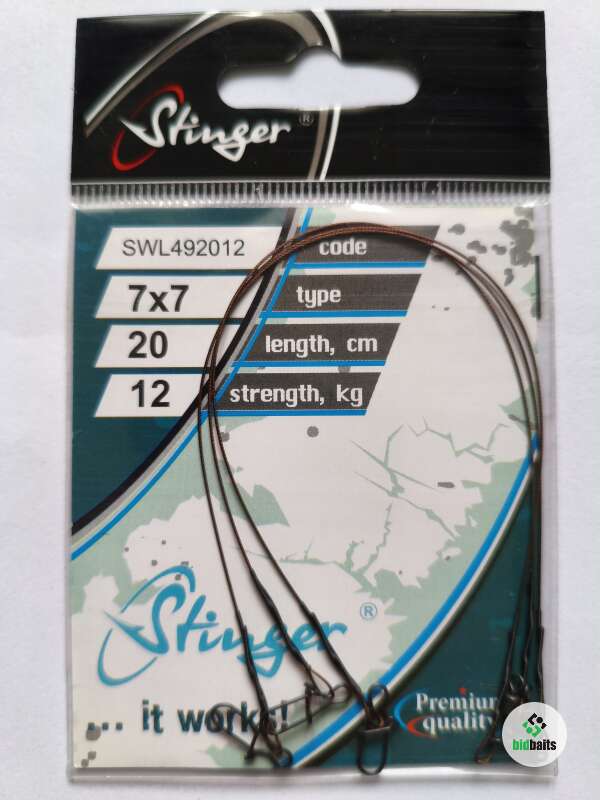 Stinger®
SWL492012 code
7x7 type
20 length, cm
12 strength, kg
Stinger®
... it works!
Premium
quality
bidbaits